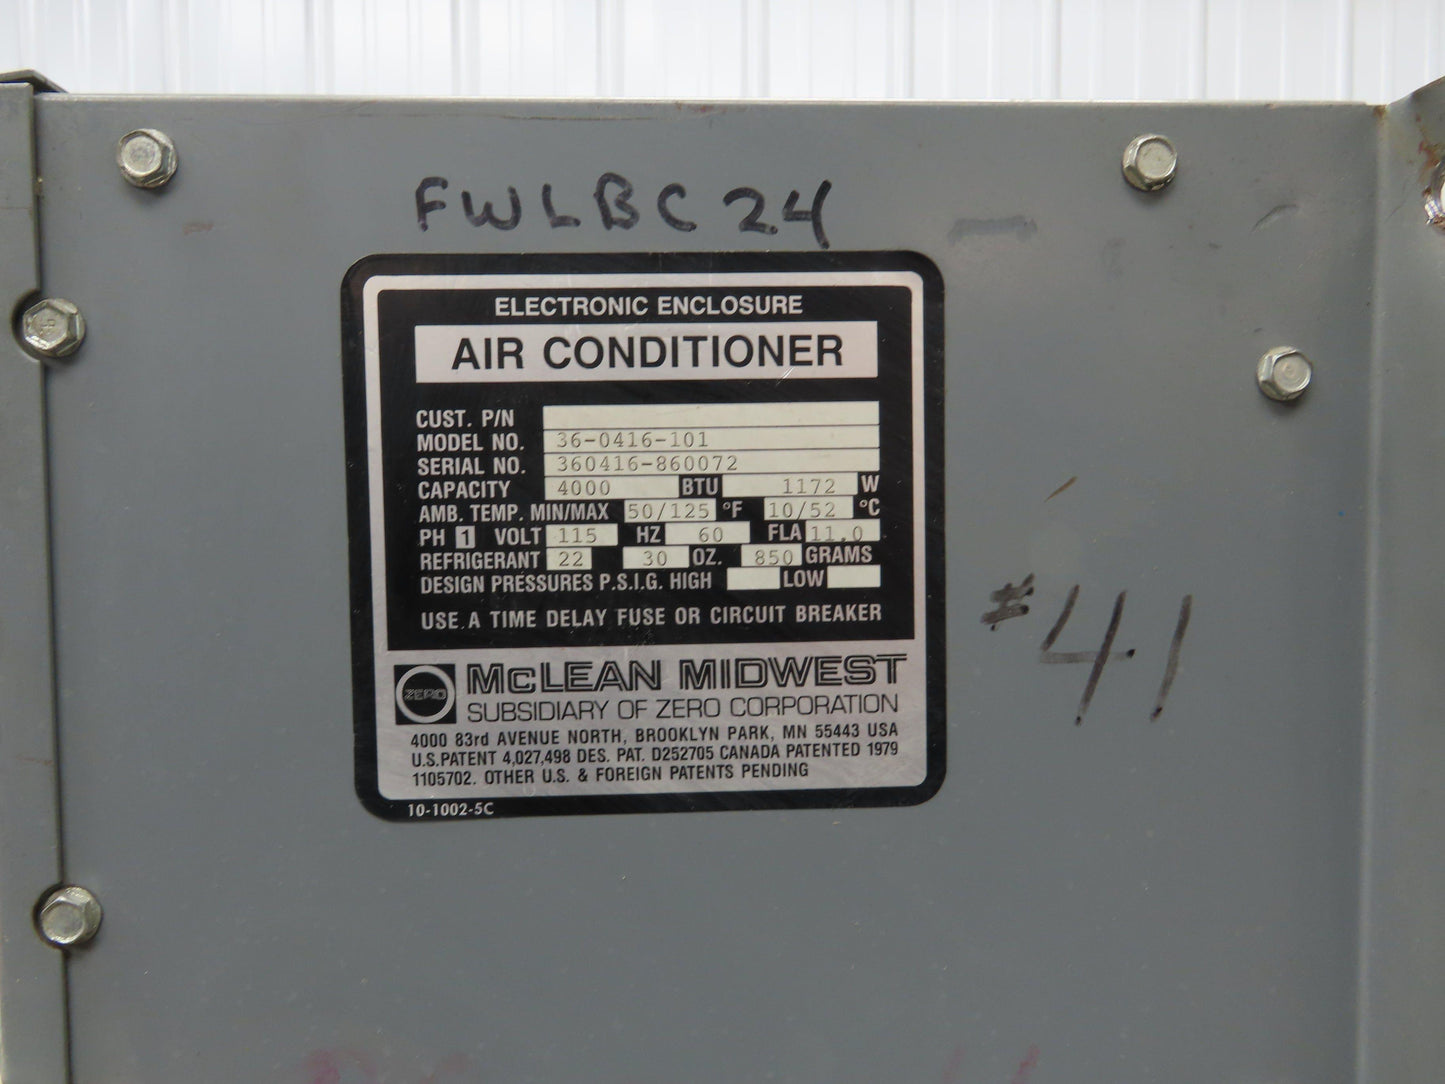 FWLBC24
ELECTRONIC ENCLOSURE
AIR CONDITIONER
CUST. P/N
MODEL NO. 36-0416-101
SERIAL NO. 360416-860072
CAPACITY 4000 BTU 1172 W
AMB. TEMP. MIN/MAX 50/125 °F 10/52 °C
PH 1 VOLT 115 HZ 60 FLA 11.0
REFRIGERANT 22 30 OZ. 850 GRAMS
DESIGN PRESSURES P.S.I.G. HIGH LOW
USE A TIME DELAY FUSE OR CIRCUIT BREAKER
#41
ZERO McLEAN MIDWEST
SUBSIDIARY OF ZERO CORPORATION
4000 83rd AVENUE NORTH, BROOKLYN PARK, MN 55443 USA
U.S.PATENT 4,027,498 DES. PAT. D252705 CANADA PATENTED 1979
1105702. OTHER U.S. & FOREIGN PATENTS PENDING
10-1002-5C